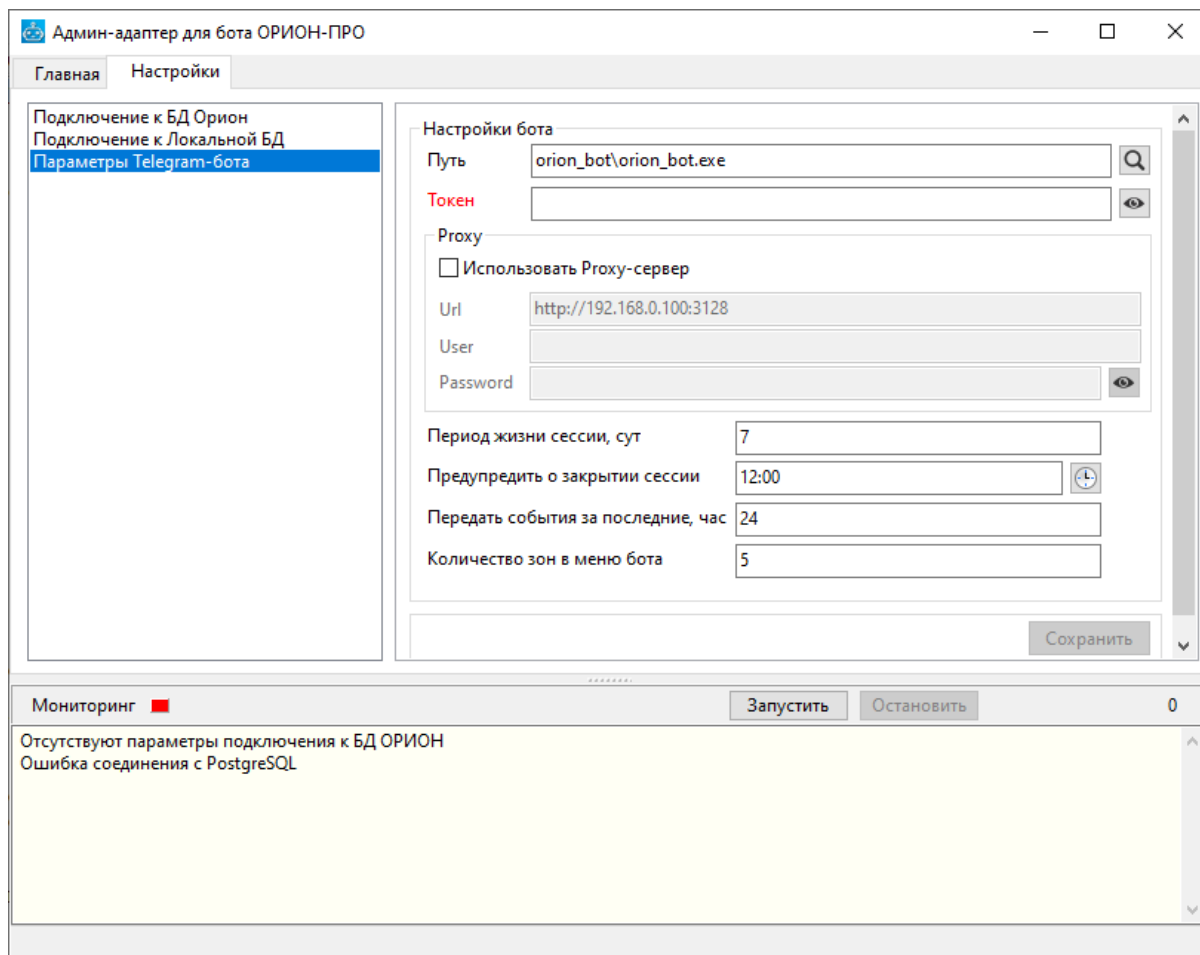 Админ-адаптер для бота ОРИОН-ПРО
Главная Настройки
Подключение к БД Орион
Подключение к Локальной БД
Параметры Telegram-бота
Настройки бота
Путь orion_bot\orion_bot.exe
Токен
Proxy
Использовать Proxy-сервер
Url http://192.168.0.100:3128
User
Password
Период жизни сессии, сут 7
Предупредить о закрытии сессии 12:00
Передать события за последние, час 24
Количество зон в меню бота 5
Сохранить
Мониторинг Запустить Остановить 0
Отсутствуют параметры подключения к БД ОРИОН
Ошибка соединения с PostgreSQL